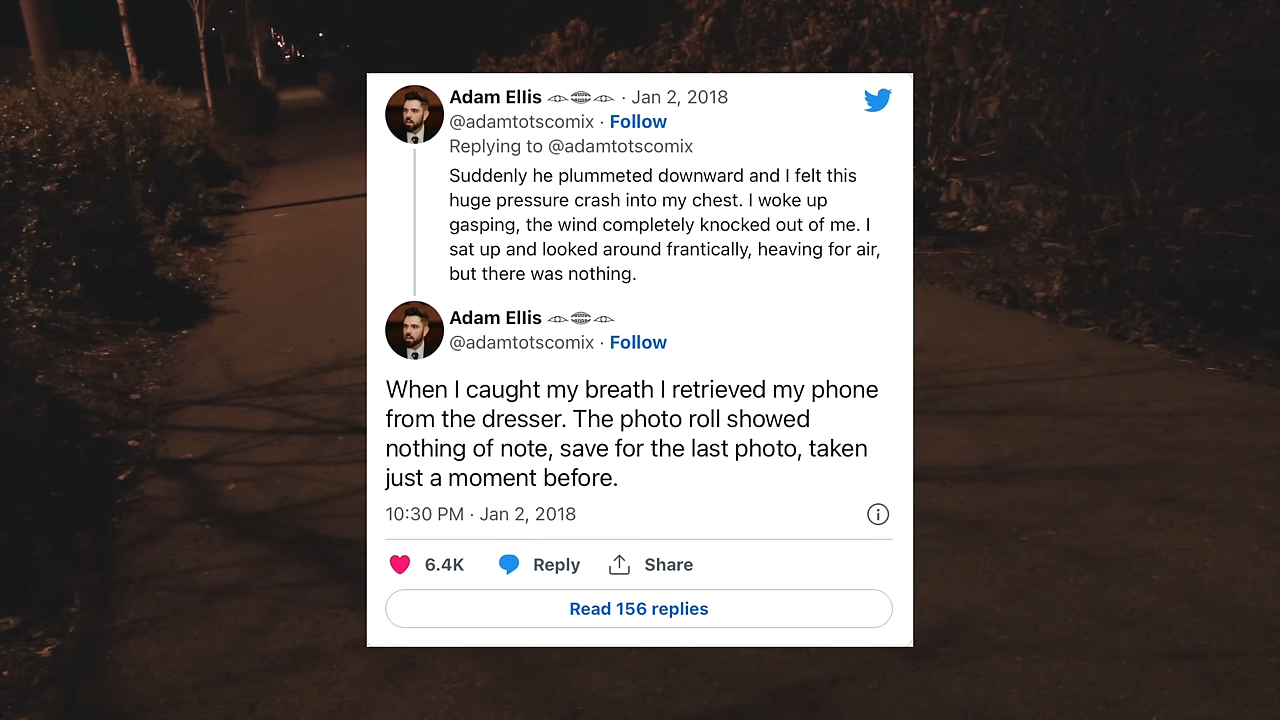 Adam Ellis · Jan 2, 2018
@adamtotscomix · Follow
Replying to @adamtotscomix
Suddenly he plummeted downward and I felt this
huge pressure crash into my chest. I woke up
gasping, the wind completely knocked out of me. I
sat up and looked around frantically, heaving for air,
but there was nothing.
Adam Ellis
@adamtotscomix · Follow
When I caught my breath I retrieved my phone
from the dresser. The photo roll showed
nothing of note, save for the last photo, taken
just a moment before.
10:30 PM · Jan 2, 2018
6.4K Reply Share
Read 156 replies